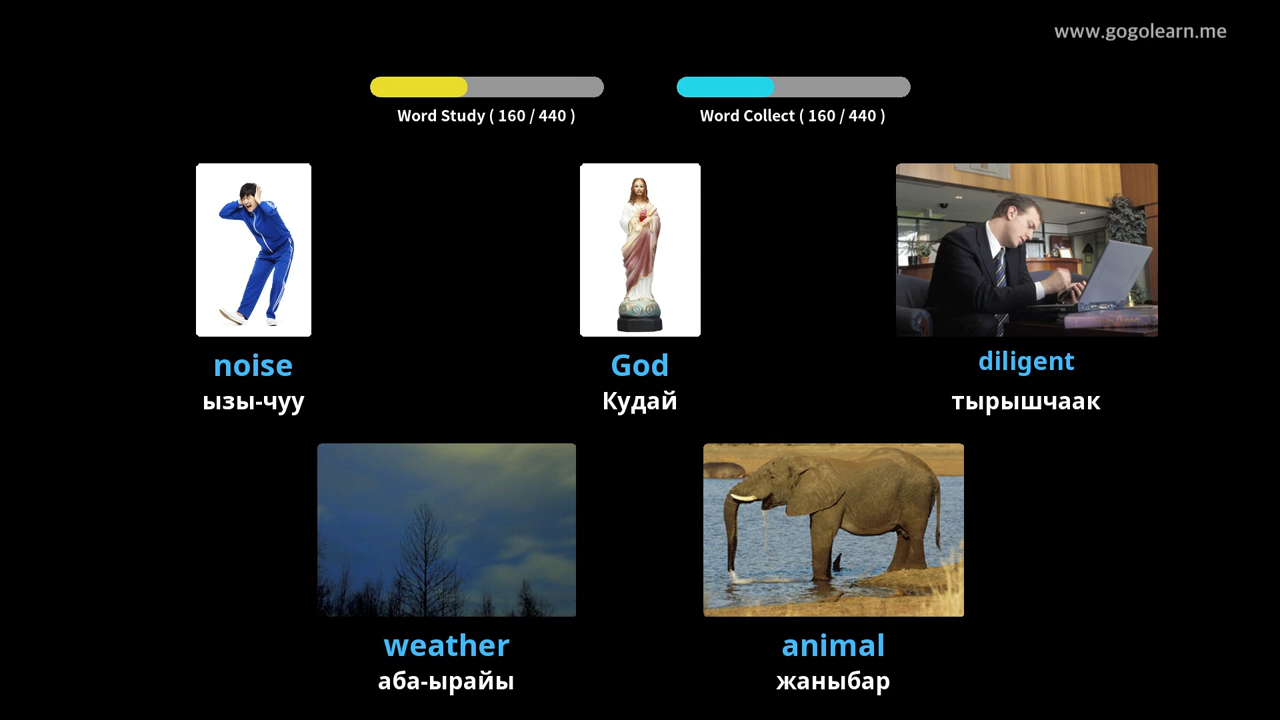 www.gogolearn.me
Word Study ( 160 / 440 )
Word Collect ( 160 / 440 )
noise
ызы-чуу
God
Кудай
diligent
тырышчаак
weather
аба-ырайы
animal
жаныбар